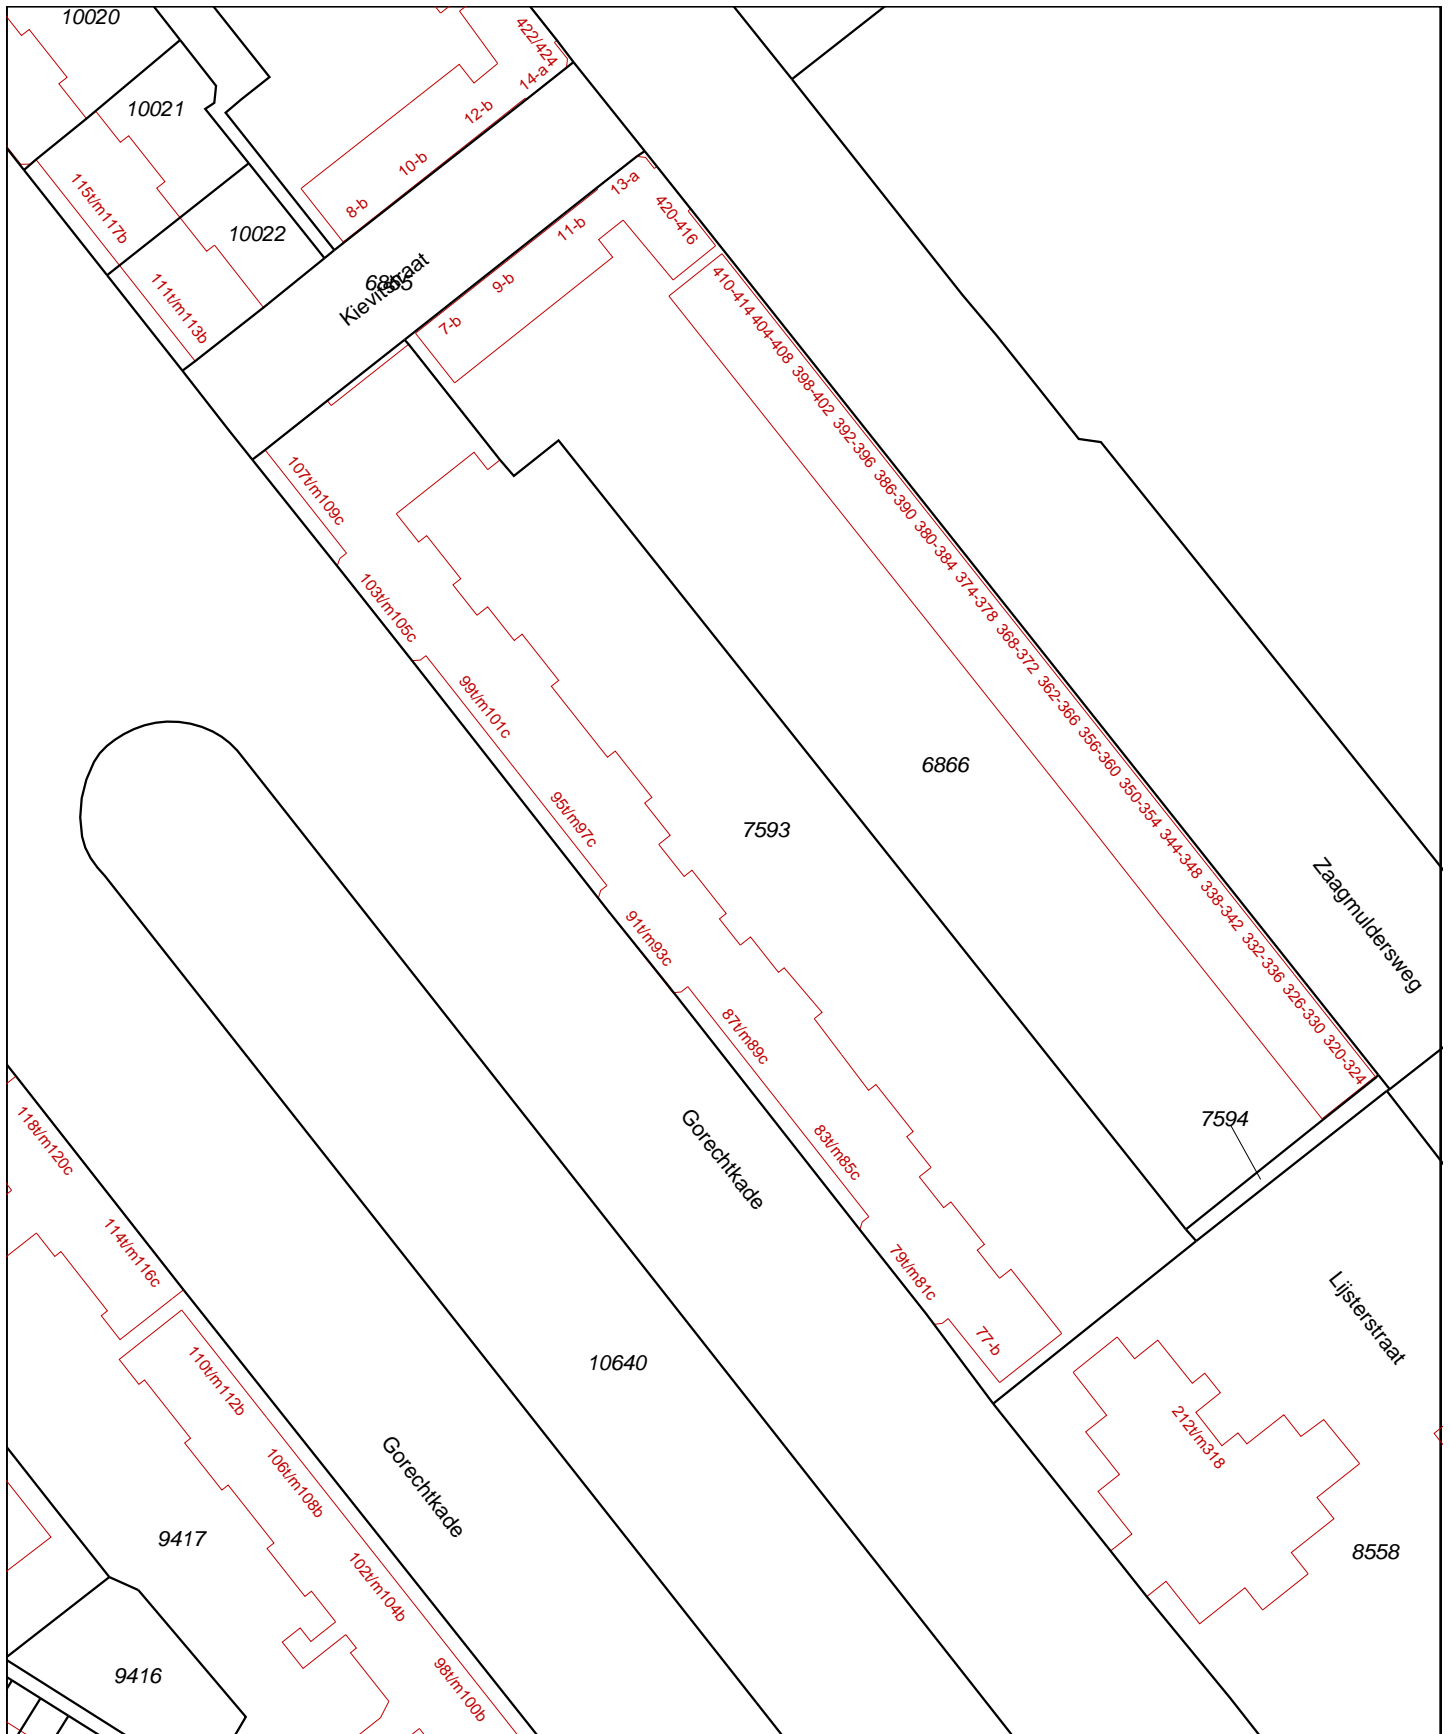 10020
422/424
14-a
12-b
10-b
8-b
10021
115t/m117b
10022
111t/m113b
13-a
420-416
11-b
9-b
7-b
Kievitstraat
410-414
404-408
398-402
392-396
386-390
380-384
374-378
368-372
362-366
356-360
350-354
344-348
338-342
332-336
326-330
320-324
107t/m109c
103t/m105c
99t/m101c
95t/m97c
91t/m93c
87t/m89c
83t/m85c
79t/m81c
77-b
6866
7593
Zaagmuldersweg
7594
Gorechtkade
Lijsterstraat
118t/m120c
114t/m116c
110t/m112b
106t/m108b
102t/m104b
98t/m100b
10640
Gorechtkade
212t/m318
8558
9417
9416